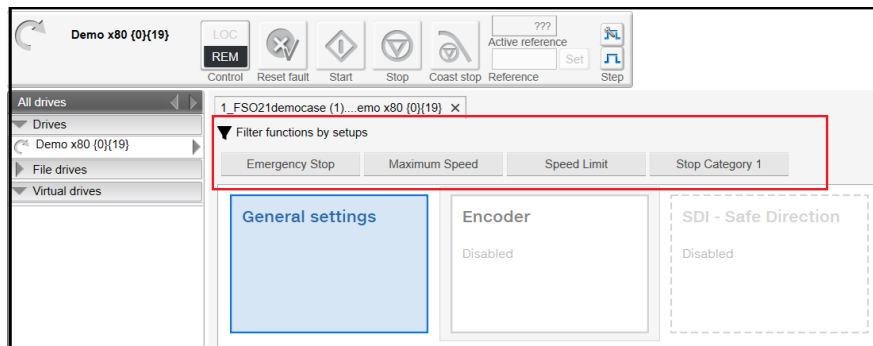 Demo x80 {0}{19}
LOC
REM
Control
Reset fault
Start
Stop
Coast stop
???
Active reference
Set
Reference
Step
All drives
1_FSO21democase (1)....emo x80 {0}{19} ×
Drives
Filter functions by setups
Demo x80 {0}{19}
Emergency Stop
Maximum Speed
Speed Limit
Stop Category 1
File drives
Virtual drives
General settings
Encoder
Disabled
SDI - Safe Direction
Disabled